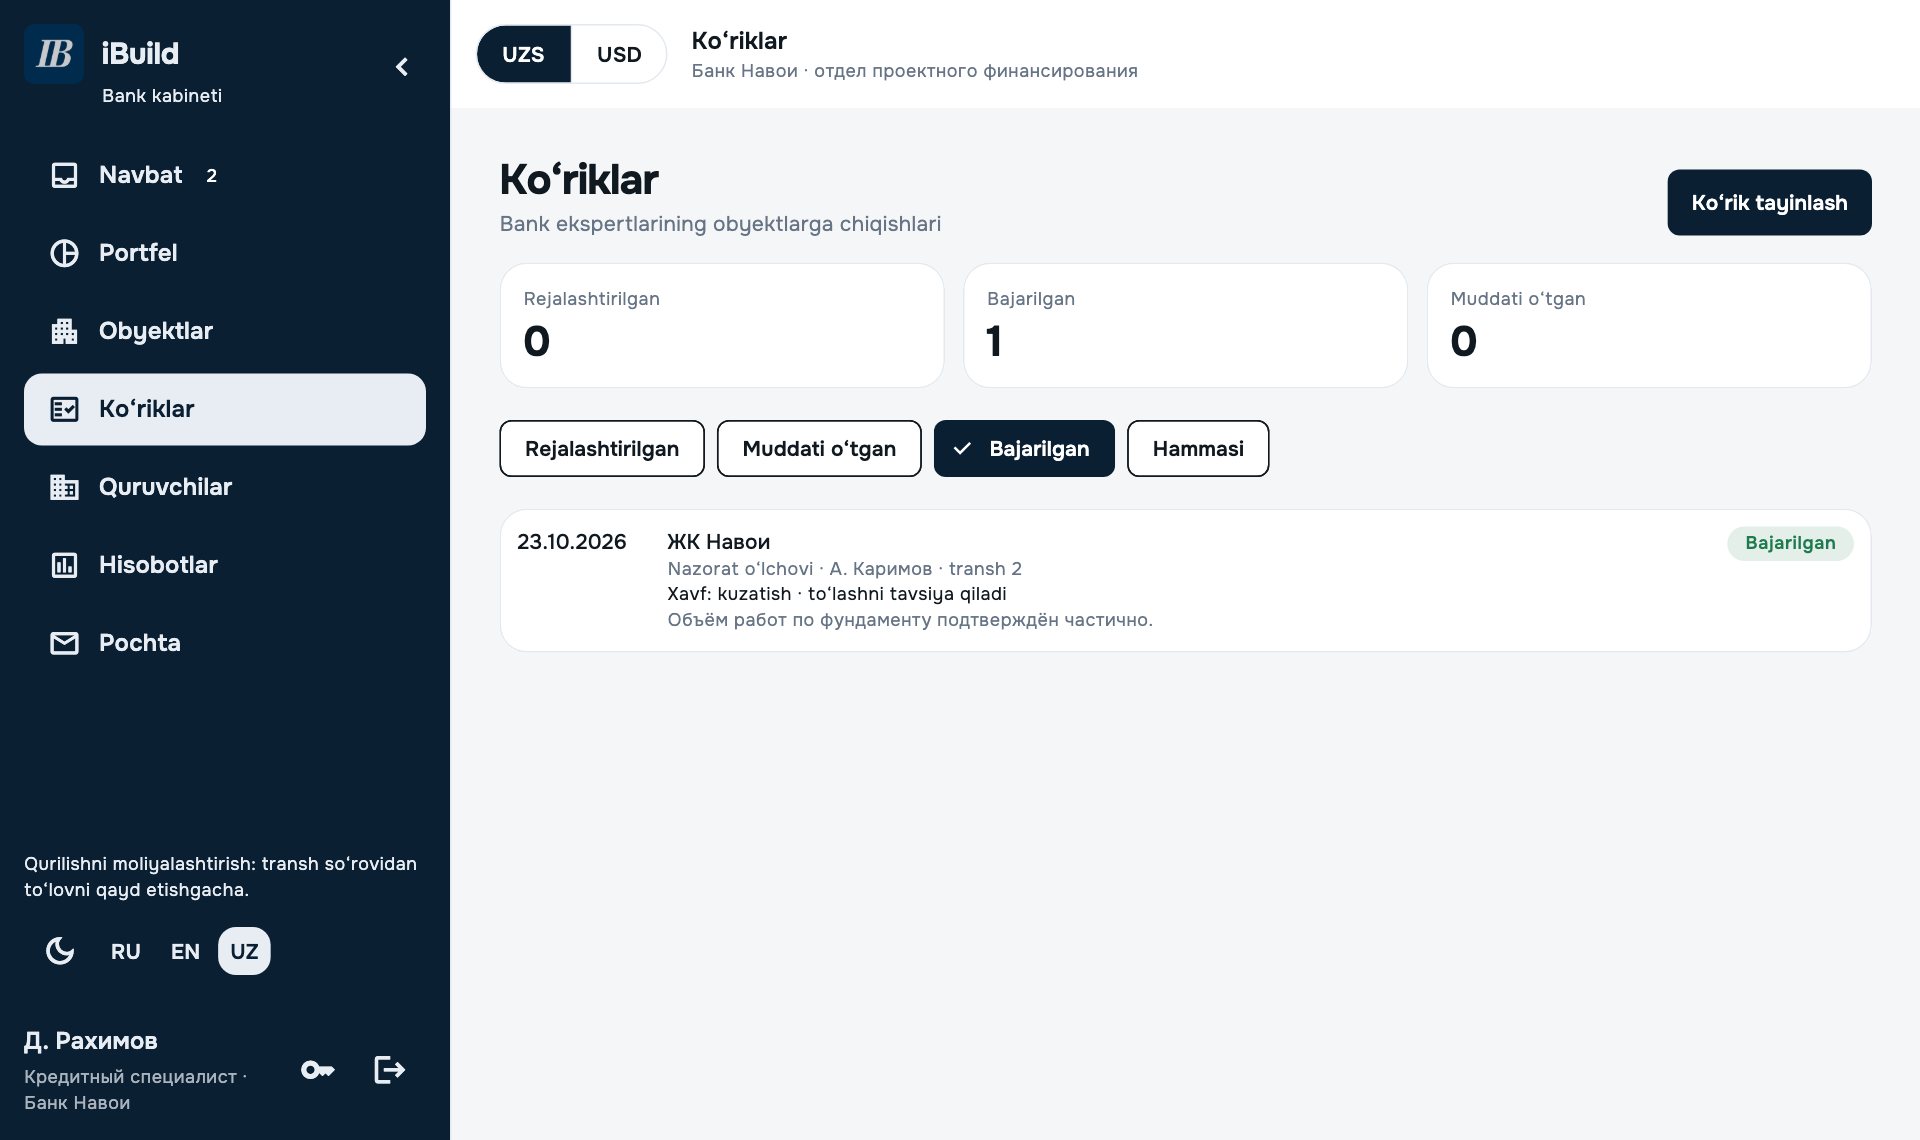 IB
iBuild
Bank kabineti
Navbat 2
Portfel
Obyektlar
Ko‘riklar
Quruvchilar
Hisobotlar
Pochta
Qurilishni moliyalashtirish: transh so‘rovidan
to‘lovni qayd etishgacha.
RU EN UZ
Д. Рахимов
Кредитный специалист ·
Банк Навои
UZS USD
Ko‘riklar
Банк Навои · отдел проектного финансирования
Ko‘riklar
Bank ekspertlarining obyektlarga chiqishlari
Ko‘rik tayinlash
Rejalashtirilgan
0
Bajarilgan
1
Muddati o‘tgan
0
Rejalashtirilgan Muddati o‘tgan Bajarilgan Hammasi
23.10.2026
ЖК Навои
Nazorat o‘lchovi · А. Каримов · transh 2
Xavf: kuzatish · to‘lashni tavsiya qiladi
Объём работ по фундаменту подтверждён частично.
Bajarilgan